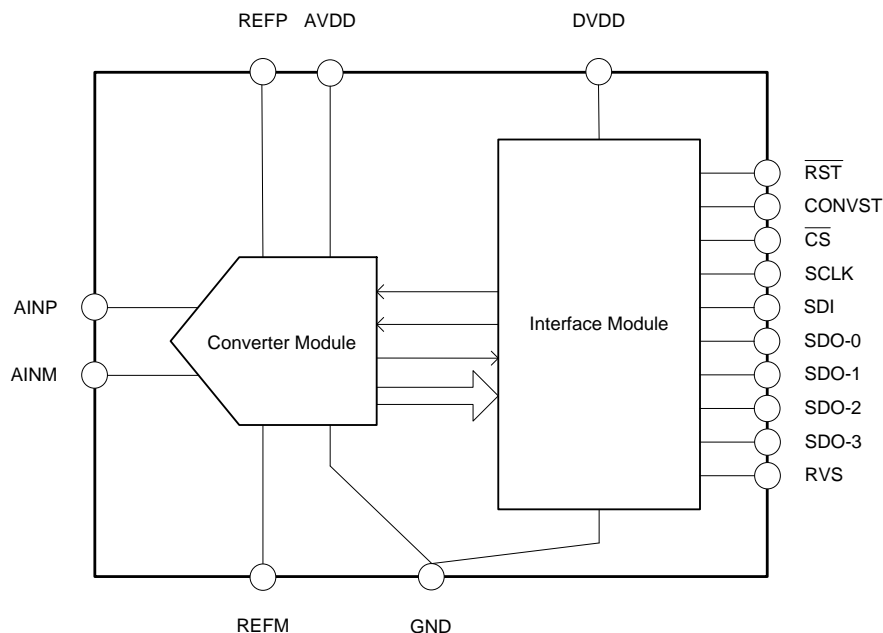 REFP AVDD DVDD
RST
CONVST
CS
SCLK
AINP
SDI
Converter Module
Interface Module
SDO-0
AINM
SDO-1
SDO-2
SDO-3
RVS
REFM GND